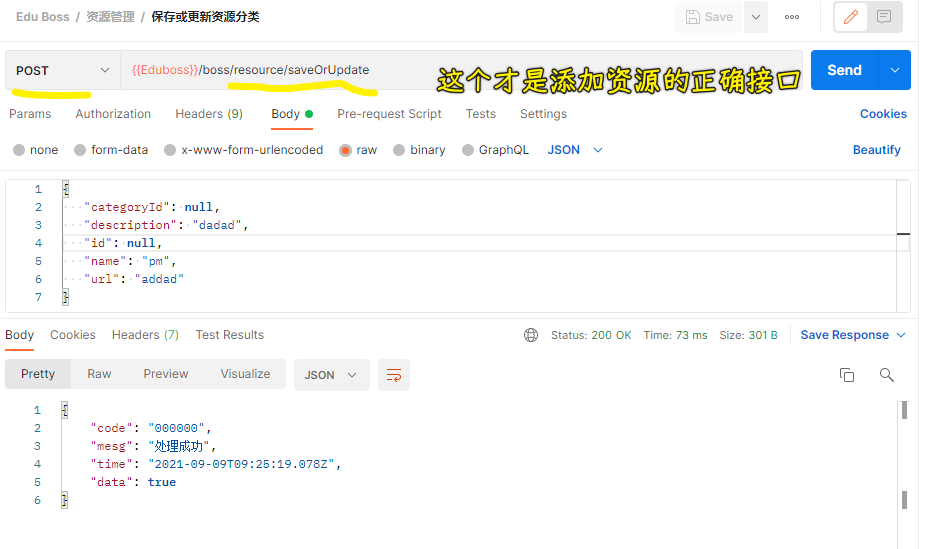 Edu Boss / 资源管理 / 保存或更新资源分类
Save
POST {{Eduboss}}/boss/resource/saveOrUpdate
这个才是添加资源的正确接口
Send
Params Authorization Headers (9) Body Pre-request Script Tests Settings Cookies
none form-data x-www-form-urlencoded raw binary GraphQL JSON Beautify
1 {
2 "categoryId": null,
3 "description": "dadad",
4 "id": null,
5 "name": "pm",
6 "url": "addad"
7 }
Body Cookies Headers (7) Test Results Status: 200 OK Time: 73 ms Size: 301 B Save Response
Pretty Raw Preview Visualize JSON
1 {
2 "code": "000000",
3 "mesg": "处理成功",
4 "time": "2021-09-09T09:25:19.078Z",
5 "data": true
6 }